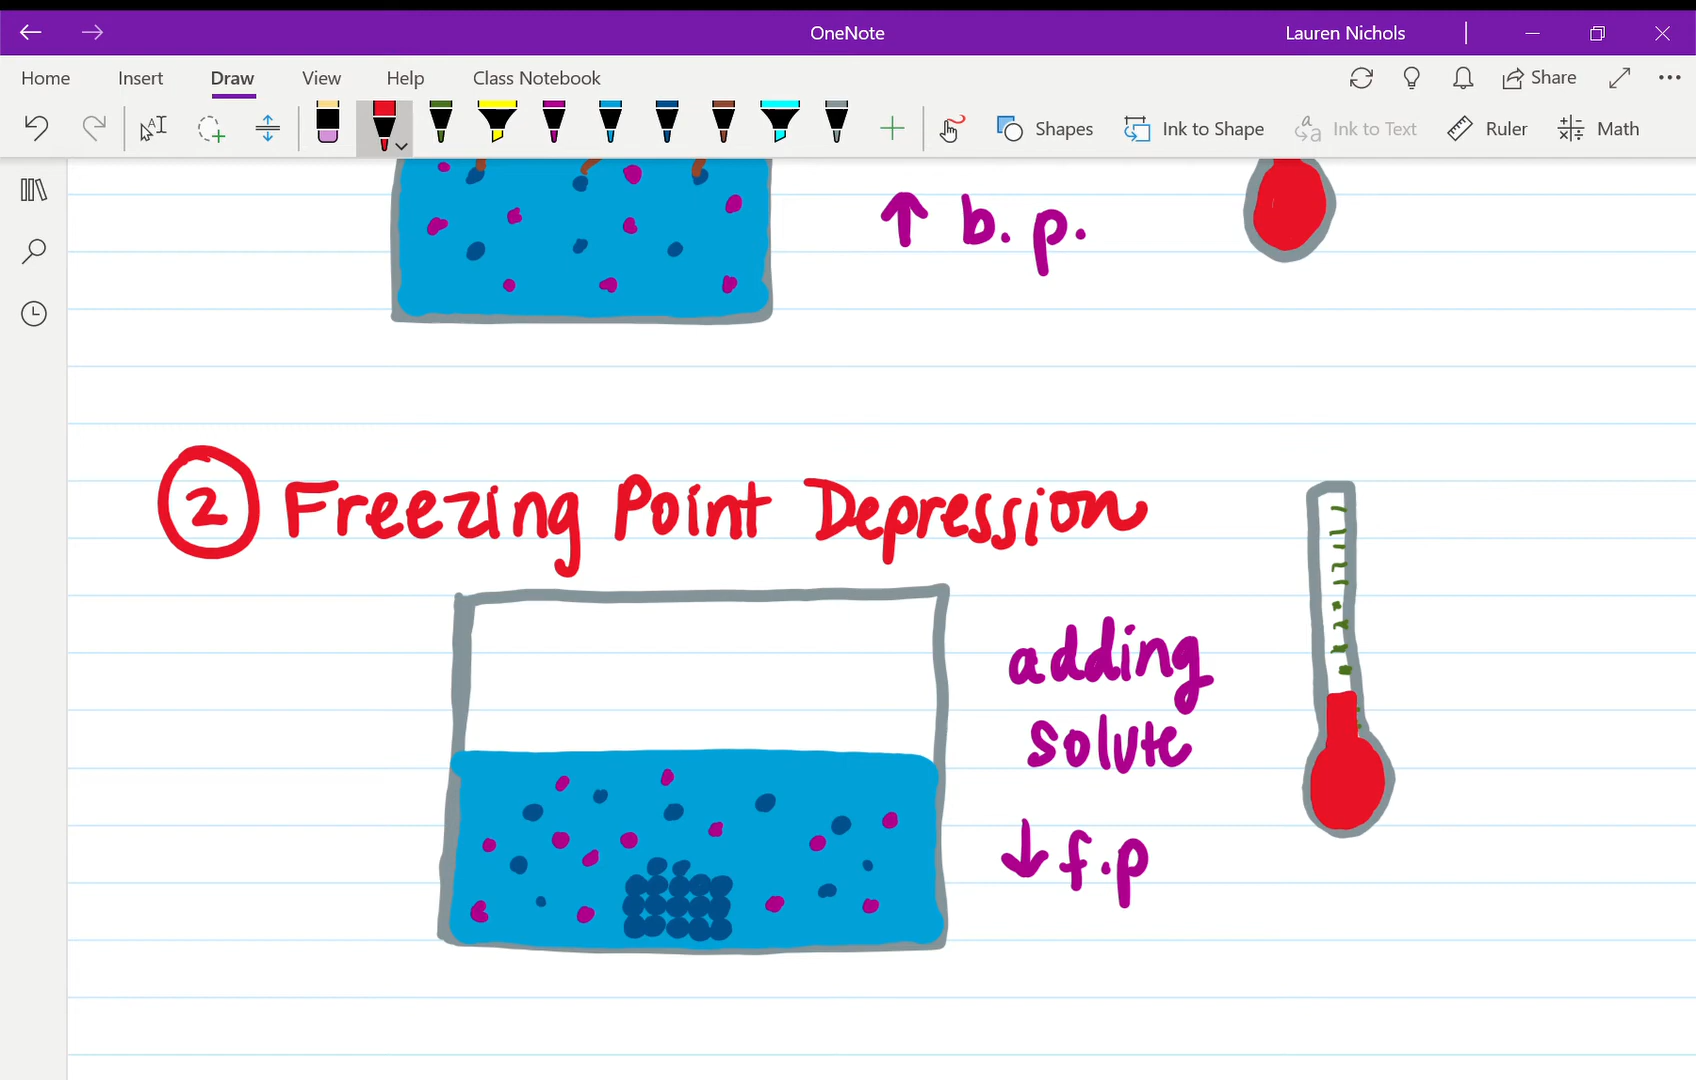 OneNote
Lauren Nichols
Home Insert Draw View Help Class Notebook
Share
AI
Shapes Ink to Shape Ink to Text Ruler Math
↑ b.p.
② Freezing Point Depression
adding
solute
↓ f.p